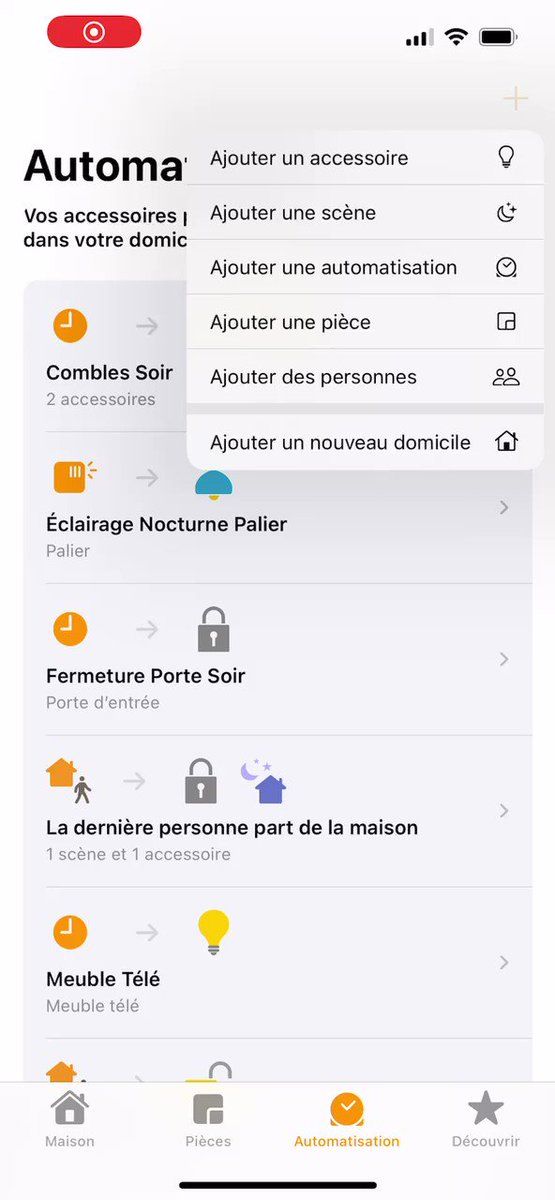 Automa
Vos accessoires
dans votre domic
Ajouter un accessoire
Ajouter une scène
Ajouter une automatisation
Ajouter une pièce
Ajouter des personnes
Ajouter un nouveau domicile
Combles Soir
2 accessoires
Éclairage Nocturne Palier
Palier
Fermeture Porte Soir
Porte d'entrée
La dernière personne part de la maison
1 scène et 1 accessoire
Meuble Télé
Meuble télé
Maison
Pièces
Automatisation
Découvrir